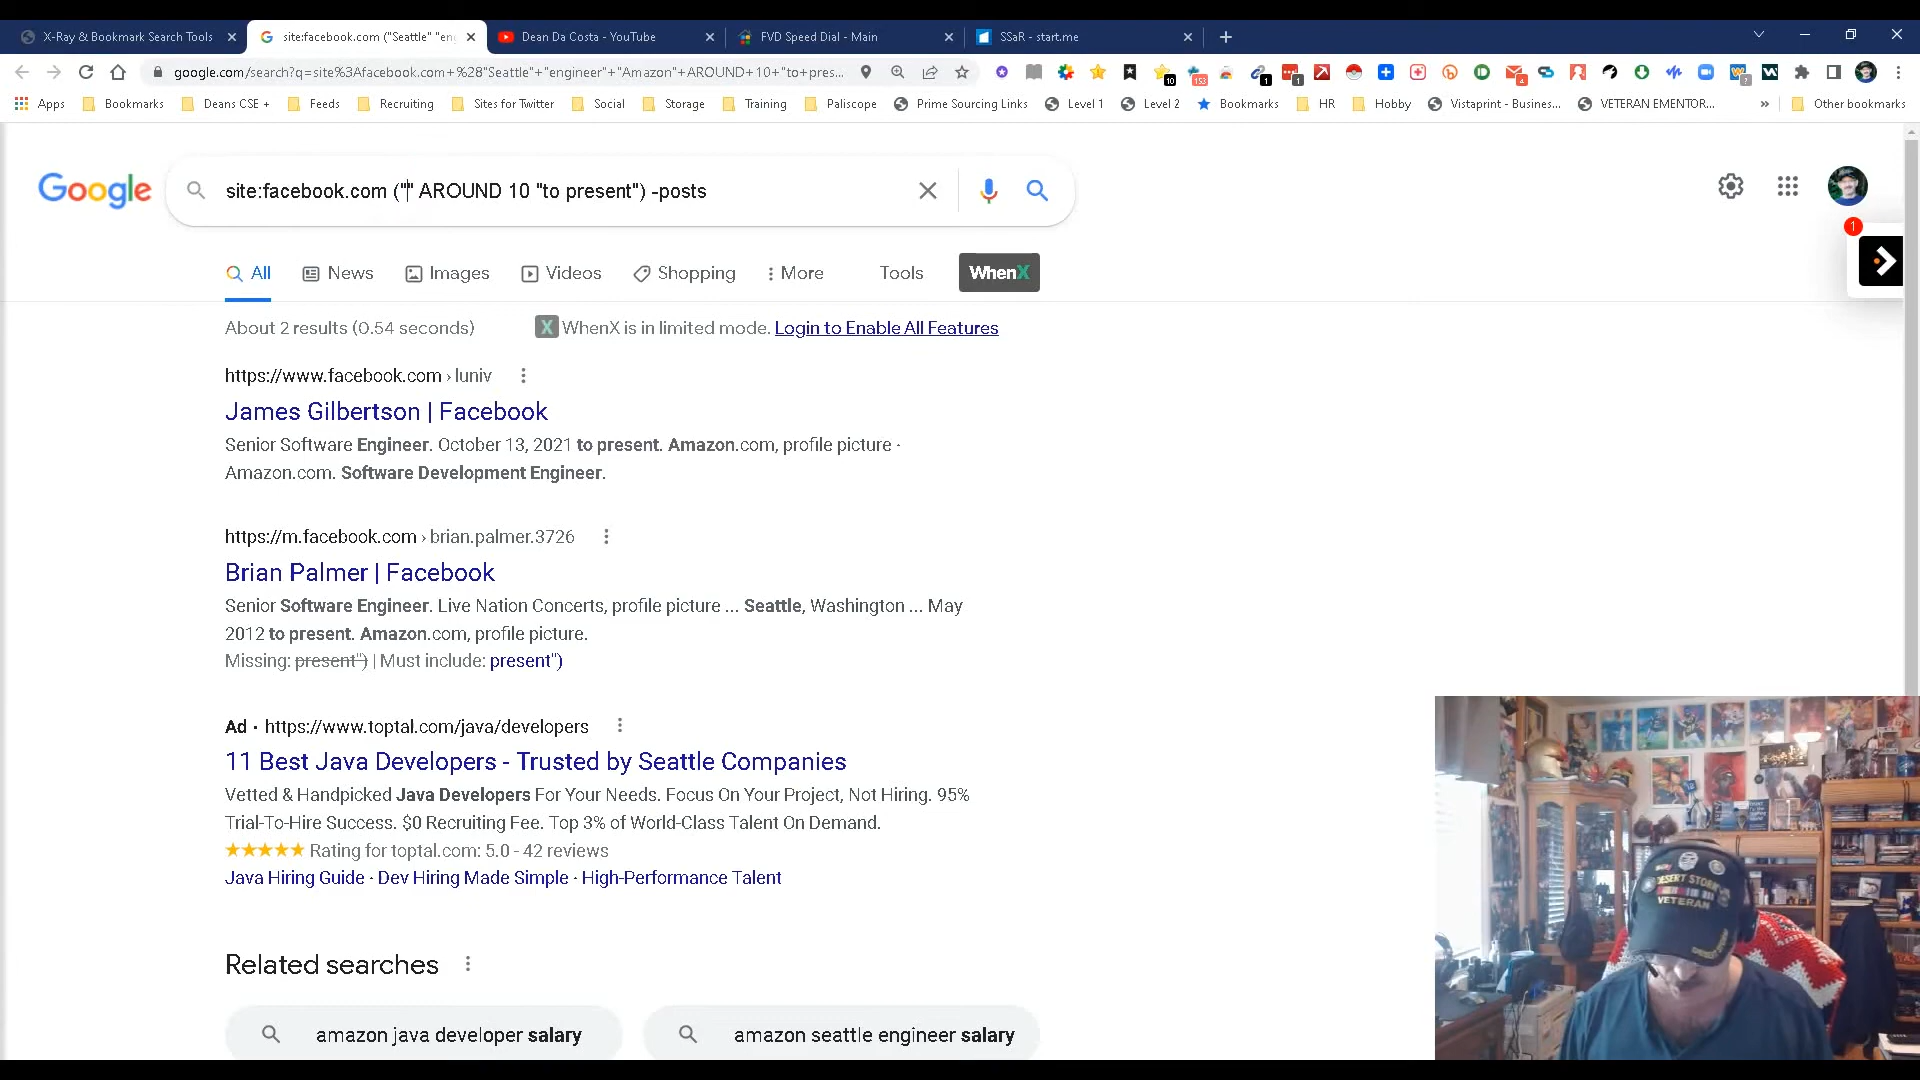 X-Ray & Bookmark Search Tools
site:facebook.com ("Seattle" "eng
Dean Da Costa - YouTube
FVD Speed Dial - Main
SSaR - start.me
google.com/search?q=site%3Afacebook.com+%28"Seattle"+"engineer"+"Amazon"+AROUND+10+"to+pres...
Apps
Bookmarks
Deans CSE +
Feeds
Recruiting
Sites for Twitter
Social
Storage
Training
Paliscope
Prime Sourcing Links
Level 1
Level 2
Bookmarks
HR
Hobby
Vistaprint - Busines...
VETERAN EMENTOR...
»
Other bookmarks
Google
site:facebook.com ("" AROUND 10 "to present") -posts
All
News
Images
Videos
Shopping
More
Tools
WhenX
1
About 2 results (0.54 seconds)
X WhenX is in limited mode. Login to Enable All Features
https://www.facebook.com › luniv
James Gilbertson | Facebook
Senior Software Engineer. October 13, 2021 to present. Amazon.com, profile picture ·
Amazon.com. Software Development Engineer.
https://m.facebook.com › brian.palmer.3726
Brian Palmer | Facebook
Senior Software Engineer. Live Nation Concerts, profile picture ... Seattle, Washington ... May
2012 to present. Amazon.com, profile picture.
Missing: present") | Must include: present")
Ad · https://www.toptal.com/java/developers
11 Best Java Developers - Trusted by Seattle Companies
Vetted & Handpicked Java Developers For Your Needs. Focus On Your Project, Not Hiring. 95%
Trial-To-Hire Success. $0 Recruiting Fee. Top 3% of World-Class Talent On Demand.
Rating for toptal.com: 5.0 - 42 reviews
Java Hiring Guide · Dev Hiring Made Simple · High-Performance Talent
Related searches
amazon java developer salary
amazon seattle engineer salary
DESERT STORM
VETERAN